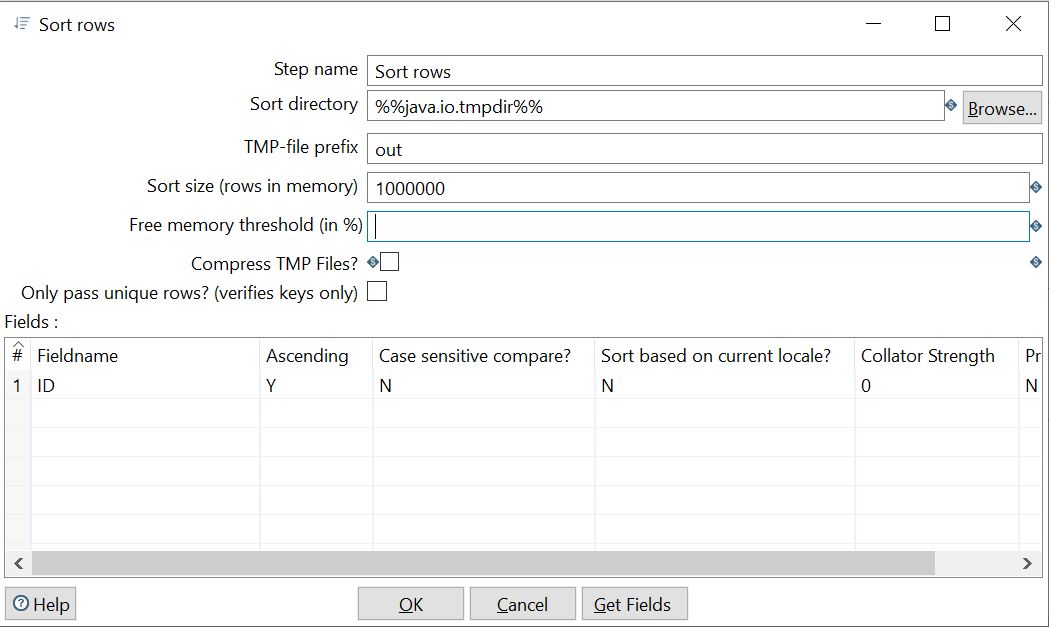 Sort rows
Step name Sort rows
Sort directory %%java.io.tmpdir%% Browse...
TMP-file prefix out
Sort size (rows in memory) 1000000
Free memory threshold (in %)
Compress TMP Files?
Only pass unique rows? (verifies keys only)
Fields :
# Fieldname Ascending Case sensitive compare? Sort based on current locale? Collator Strength Pr
1 ID Y N N 0 N
Help OK Cancel Get Fields